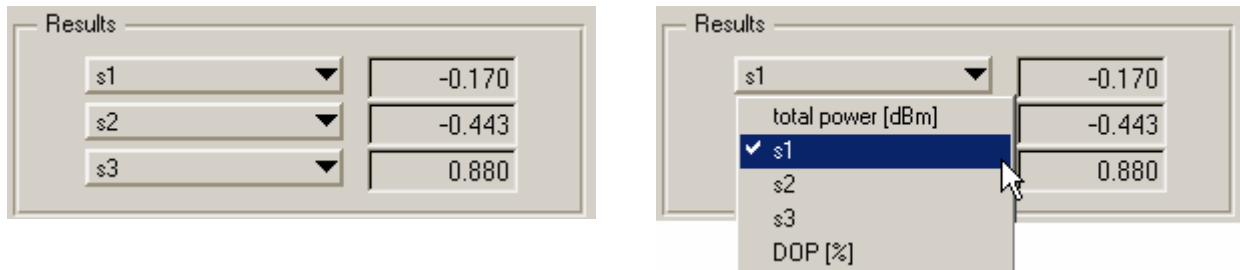 Results
s1 -0.170
s2 -0.443
s3 0.880
Results
s1 -0.170
total power [dBm] -0.443
s1 0.880
s2
s3
DOP [%]